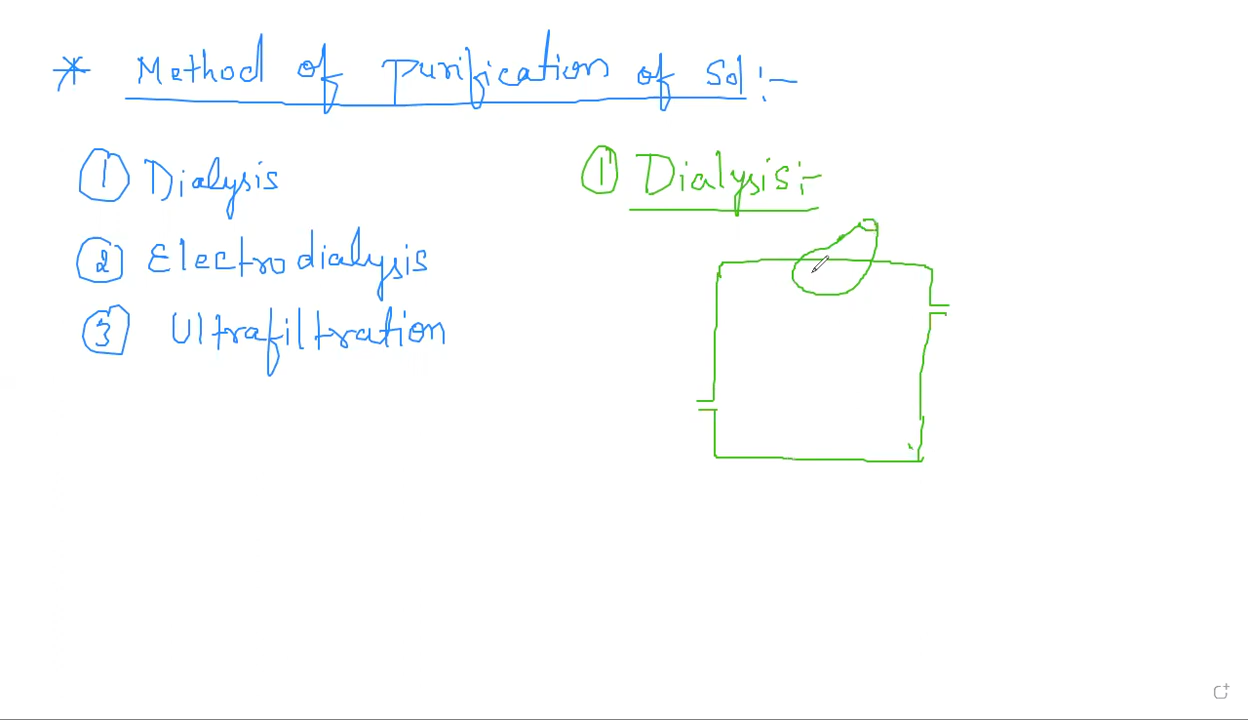 * Method of Purification of Sol :-
① Dialysis
② Electrodialysis
③ Ultrafiltration
① Dialysis :-